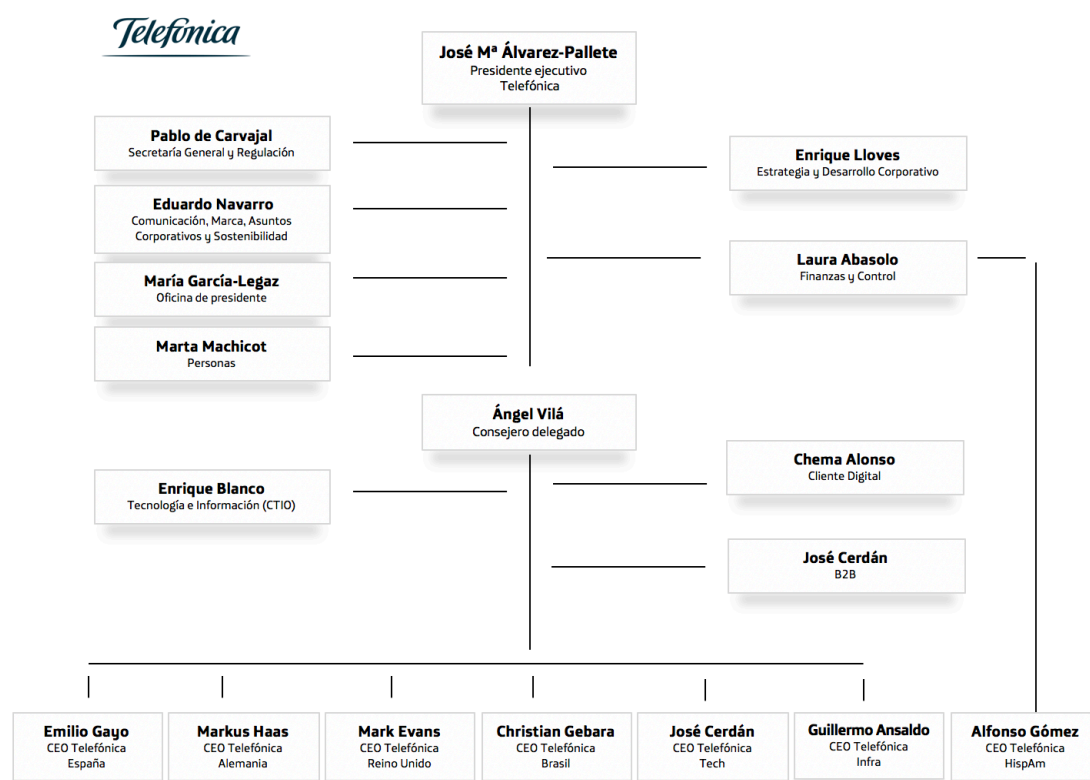 Telefónica
José Mª Álvarez-Pallete
Presidente ejecutivo
Telefónica
Pablo de Carvajal
Secretaría General y Regulación
Enrique Lloves
Estrategia y Desarrollo Corporativo
Eduardo Navarro
Comunicación, Marca, Asuntos
Corporativos y Sostenibilidad
Laura Abasolo
Finanzas y Control
María García-Legaz
Oficina de presidente
Marta Machicot
Personas
Ángel Vilá
Consejero delegado
Chema Alonso
Cliente Digital
Enrique Blanco
Tecnología e Información (CTIO)
José Cerdán
B2B
Emilio Gayo
CEO Telefónica
España
Markus Haas
CEO Telefónica
Alemania
Mark Evans
CEO Telefónica
Reino Unido
Christian Gebara
CEO Telefónica
Brasil
José Cerdán
CEO Telefónica
Tech
Guillermo Ansaldo
CEO Telefónica
Infra
Alfonso Gómez
CEO Telefónica
HispAm